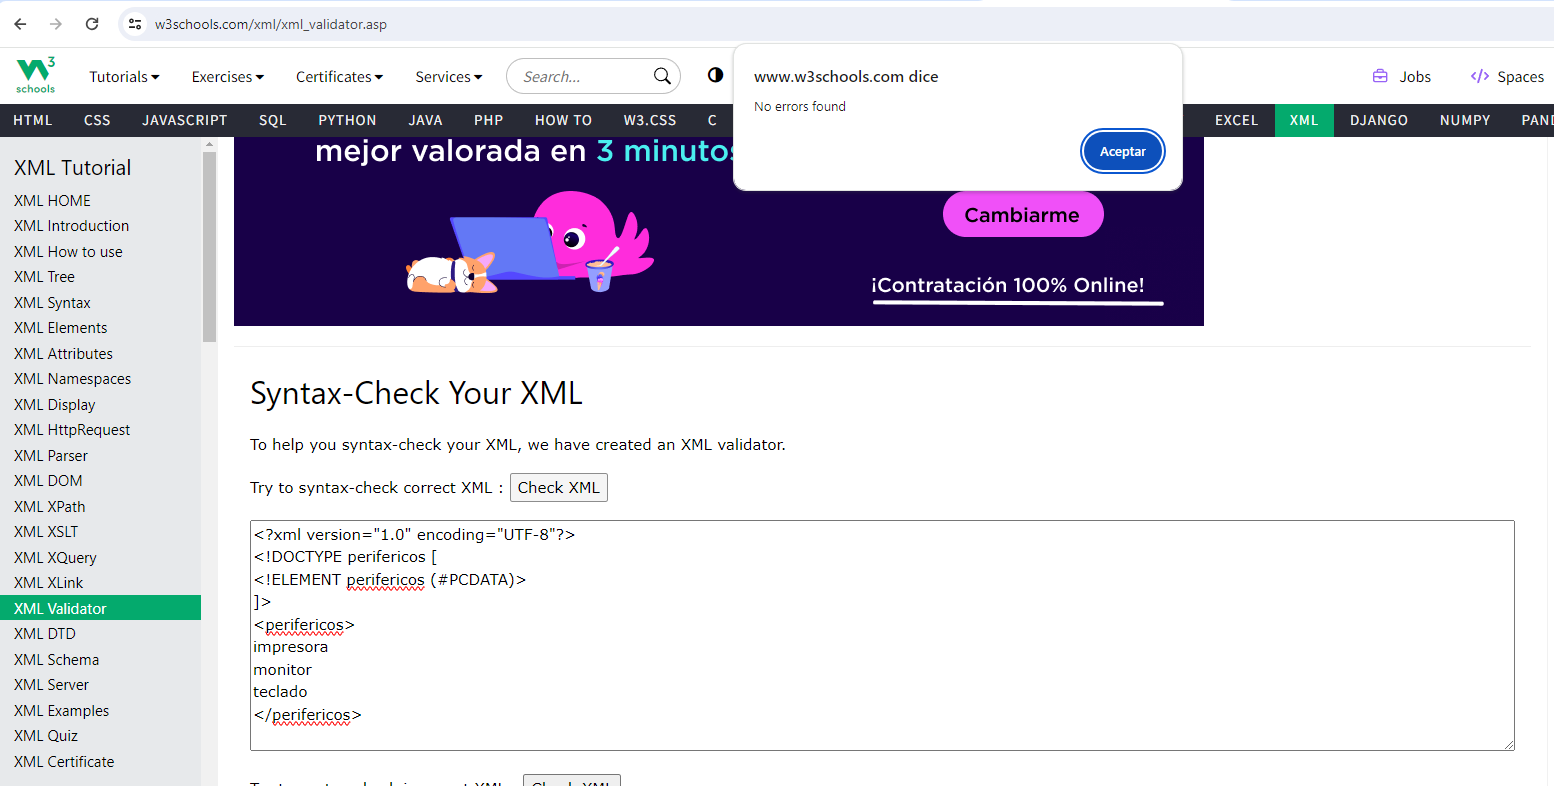 w3schools.com/xml/xml_validator.asp
W3
schools
Tutorials
Exercises
Certificates
Services
Search...
www.w3schools.com dice
No errors found
Aceptar
Jobs
Spaces
HTML CSS JAVASCRIPT SQL PYTHON JAVA PHP HOW TO W3.CSS C EXCEL XML DJANGO NUMPY
XML Tutorial
XML HOME
XML Introduction
XML How to use
XML Tree
XML Syntax
XML Elements
XML Attributes
XML Namespaces
XML Display
XML HttpRequest
XML Parser
XML DOM
XML XPath
XML XSLT
XML XQuery
XML XLink
XML Validator
XML DTD
XML Schema
XML Server
XML Examples
XML Quiz
XML Certificate
mejor valorada en 3 minutos
Cambiarme
¡Contratación 100% Online!
Syntax-Check Your XML
To help you syntax-check your XML, we have created an XML validator.
Try to syntax-check correct XML : Check XML
<?xml version="1.0" encoding="UTF-8"?>
<!DOCTYPE perifericos [
<!ELEMENT perifericos (#PCDATA)>
]>
<perifericos>
impresora
monitor
teclado
</perifericos>